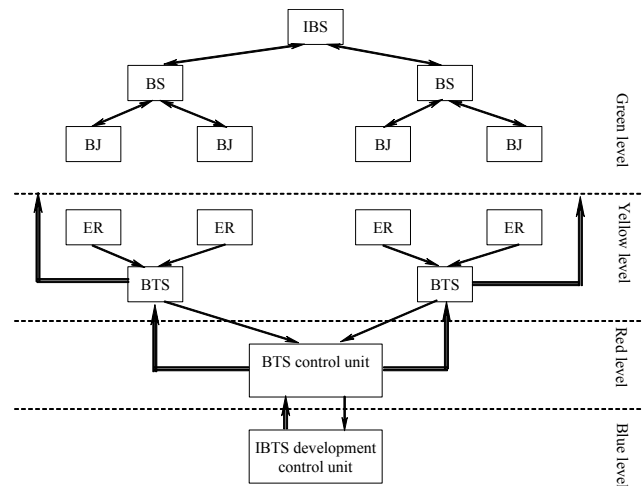 IBS
BS
BS
BJ
BJ
BJ
BJ
Green level
ER
ER
ER
ER
Yellow level
BTS
BTS
BTS control unit
Red level
IBTS development
control unit
Blue level